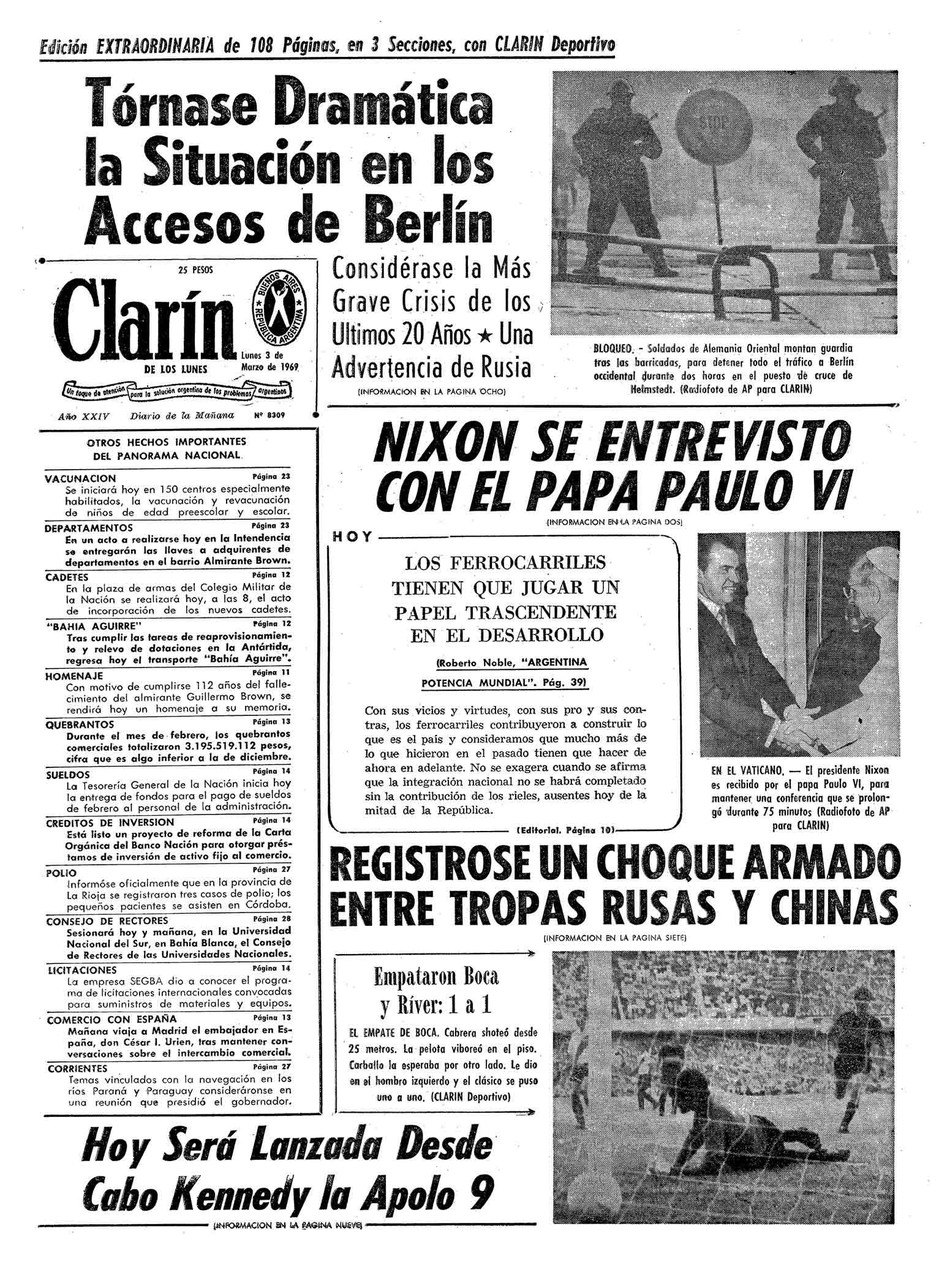 Edición EXTRAORDINARIA de 108 Páginas, en 3 Secciones, con CLARIN Deportivo
Tórnase Dramática
la Situación en los
Accesos de Berlín
Considérase la Más
Grave Crisis de los
Ultimos 20 Años ★ Una
Advertencia de Rusia
(INFORMACION EN LA PAGINA OCHO)
STOP
BLOQUEO. - Soldados de Alemania Oriental montan guardia
tras las barricadas, para detener todo el tráfico a Berlín
occidental durante dos horas en el puesto de cruce de
Helmstedt. (Radiofoto de AP para CLARIN)
25 PESOS
Clarín
BUENOS AIRES
REPUBLICA ARGENTINA
DE LOS LUNES
Lunes 3 de
Marzo de 1969
Un toque de atención para la solución argentina de los problemas argentinos
Año XXIV Diario de la Mañana Nº 8309
OTROS HECHOS IMPORTANTES
DEL PANORAMA NACIONAL
VACUNACION Página 23
Se iniciará hoy en 150 centros especialmente
habilitados, la vacunación y revacunación
de niños de edad preescolar y escolar.
DEPARTAMENTOS Página 23
En un acto a realizarse hoy en la Intendencia
se entregarán las llaves a adquirentes de
departamentos en el barrio Almirante Brown.
CADETES Página 12
En la plaza de armas del Colegio Militar de
la Nación se realizará hoy, a las 8, el acto
de incorporación de los nuevos cadetes.
"BAHIA AGUIRRE" Página 12
Tras cumplir las tareas de reaprovisionamien-
to y relevo de dotaciones en la Antártida,
regresa hoy el transporte "Bahía Aguirre".
HOMENAJE Página 11
Con motivo de cumplirse 112 años del falle-
cimiento del almirante Guillermo Brown, se
rendirá hoy un homenaje a su memoria.
QUEBRANTOS Página 13
Durante el mes de febrero, los quebrantos
comerciales totalizaron 3.195.519.112 pesos,
cifra que es algo inferior a la de diciembre.
SUELDOS Página 14
La Tesorería General de la Nación inicia hoy
la entrega de fondos para el pago de sueldos
de febrero al personal de la administración.
CREDITOS DE INVERSION Página 14
Está listo un proyecto de reforma de la Carta
Orgánica del Banco Nación para otorgar prés-
tamos de inversión de activo fijo al comercio.
POLIO Página 27
Informóse oficialmente que en la provincia de
La Rioja se registraron tres casos de polio; los
pequeños pacientes se asisten en Córdoba.
CONSEJO DE RECTORES Página 28
Sesionará hoy y mañana, en la Universidad
Nacional del Sur, en Bahía Blanca, el Consejo
de Rectores de las Universidades Nacionales.
LICITACIONES Página 14
La empresa SEGBA dio a conocer el progra-
ma de licitaciones internacionales convocadas
para suministros de materiales y equipos.
COMERCIO CON ESPAÑA Página 13
Mañana viaja a Madrid el embajador en Es-
paña, don César I. Urien, tras mantener con-
versaciones sobre el intercambio comercial.
CORRIENTES Página 27
Temas vinculados con la navegación en los
ríos Paraná y Paraguay consideráronse en
una reunión que presidió el gobernador.
NIXON SE ENTREVISTO
CON EL PAPA PAULO VI
(INFORMACION EN LA PAGINA DOS)
HOY
LOS FERROCARRILES
TIENEN QUE JUGAR UN
PAPEL TRASCENDENTE
EN EL DESARROLLO
(Roberto Noble, "ARGENTINA
POTENCIA MUNDIAL". Pág. 39)
Con sus vicios y virtudes, con sus pro y sus con-
tras, los ferrocarriles contribuyeron a construir lo
que es el país y consideramos que mucho más de
lo que hicieron en el pasado tienen que hacer de
ahora en adelante. No se exagera cuando se afirma
que la integración nacional no se habrá completado
sin la contribución de los rieles, ausentes hoy de la
mitad de la República.
(Editorial. Página 10)
EN EL VATICANO. — El presidente Nixon
es recibido por el papa Paulo VI, para
mantener una conferencia que se prolon-
gó durante 75 minutos (Radiofoto de AP
para CLARIN)
REGISTROSE UN CHOQUE ARMADO
ENTRE TROPAS RUSAS Y CHINAS
(INFORMACION EN LA PAGINA SIETE)
Empataron Boca
y Ríver: 1 a 1
EL EMPATE DE BOCA. Cabrera shoteó desde
25 metros. La pelota viboreó en el piso.
Carballo la esperaba por otro lado. Le dio
en el hombro izquierdo y el clásico se puso
uno a uno. (CLARIN Deportivo)
Hoy Será Lanzada Desde
Cabo Kennedy la Apolo 9
(INFORMACION EN LA PAGINA NUEVE)